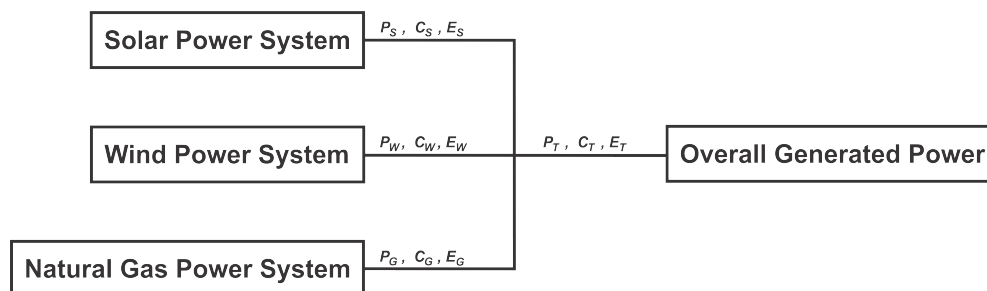 P_S , C_S , E_S
Solar Power System
P_W, C_W, E_W
P_T , C_T , E_T
Wind Power System
Overall Generated Power
P_G, C_G, E_G
Natural Gas Power System